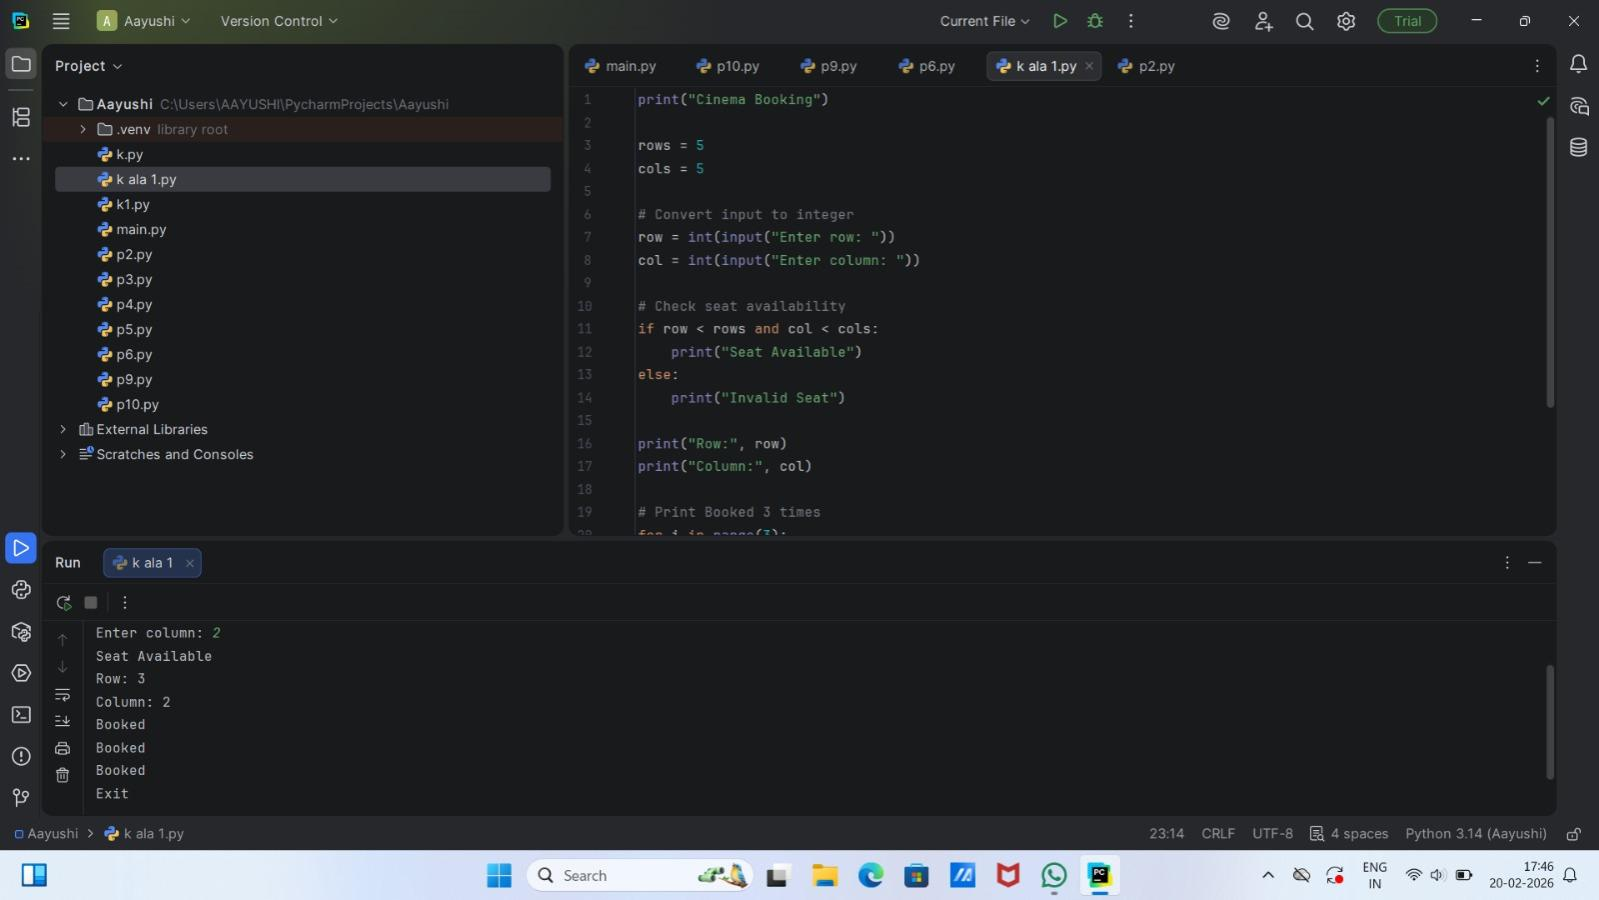 A Aayushi Version Control Current File Trial
Project
main.py p10.py p9.py p6.py k ala 1.py p2.py
Aayushi C:\Users\AAYUSHI\PycharmProjects\Aayushi
.venv library root
k.py
k ala 1.py
k1.py
main.py
p2.py
p3.py
p4.py
p5.py
p6.py
p9.py
p10.py
External Libraries
Scratches and Consoles
1 print("Cinema Booking")
2
3 rows = 5
4 cols = 5
5
6 # Convert input to integer
7 row = int(input("Enter row: "))
8 col = int(input("Enter column: "))
9
10 # Check seat availability
11 if row < rows and col < cols:
12 print("Seat Available")
13 else:
14 print("Invalid Seat")
15
16 print("Row:", row)
17 print("Column:", col)
18
19 # Print Booked 3 times
20 for i in range(3):
Run k ala 1
Enter column: 2
Seat Available
Row: 3
Column: 2
Booked
Booked
Booked
Exit
Aayushi > k ala 1.py 23:14 CRLF UTF-8 4 spaces Python 3.14 (Aayushi)
Search
ENG
IN
17:46
20-02-2026